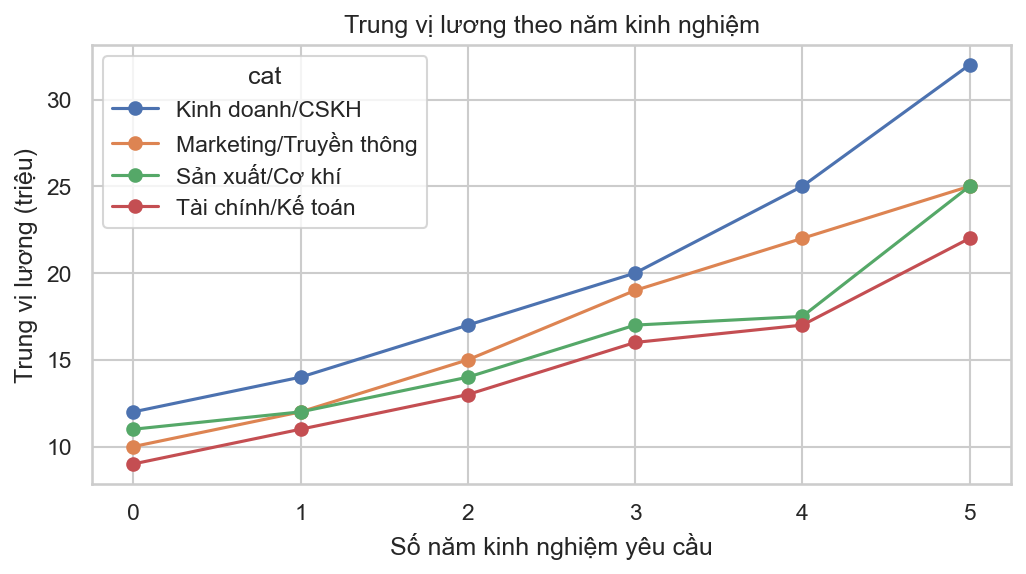 Trung vị lương theo năm kinh nghiệm
cat
Kinh doanh/CSKH
Marketing/Truyền thông
Sản xuất/Cơ khí
Tài chính/Kế toán
Trung vị lương (triệu)
30
25
20
15
10
0 1 2 3 4 5
Số năm kinh nghiệm yêu cầu